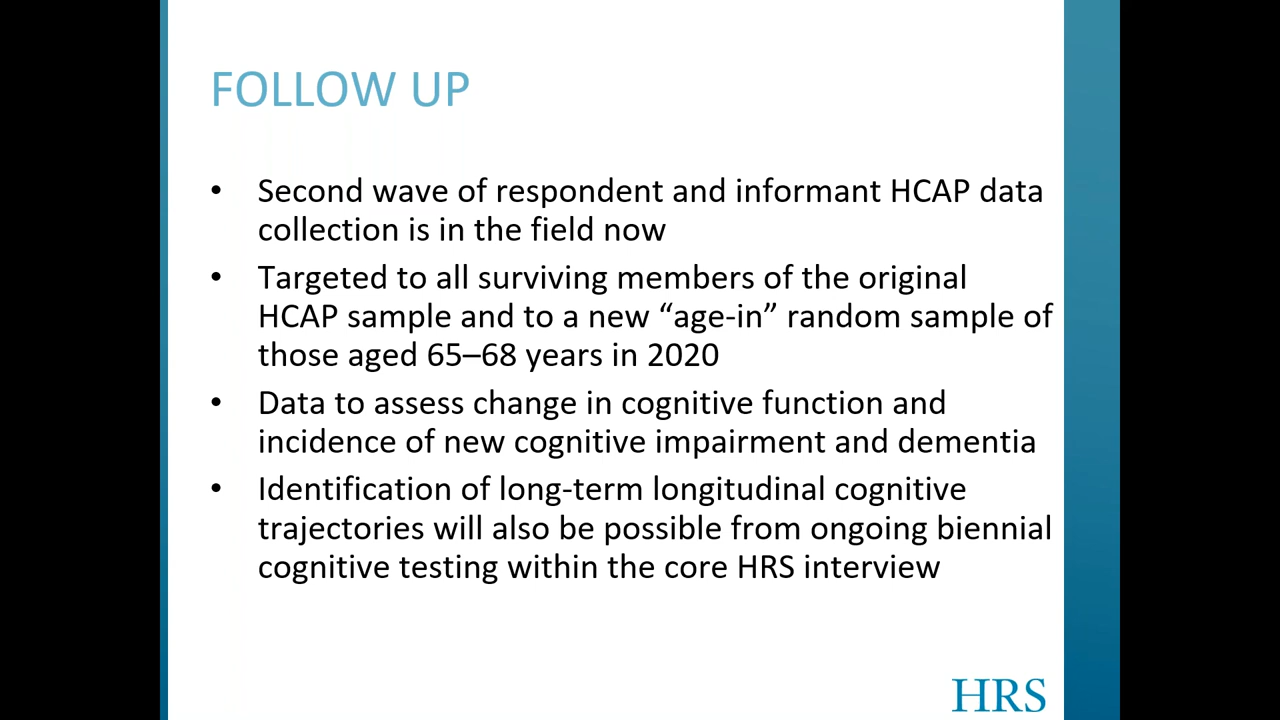 FOLLOW UP
• Second wave of respondent and informant HCAP data
collection is in the field now
• Targeted to all surviving members of the original
HCAP sample and to a new “age-in” random sample of
those aged 65–68 years in 2020
• Data to assess change in cognitive function and
incidence of new cognitive impairment and dementia
• Identification of long-term longitudinal cognitive
trajectories will also be possible from ongoing biennial
cognitive testing within the core HRS interview
HRS